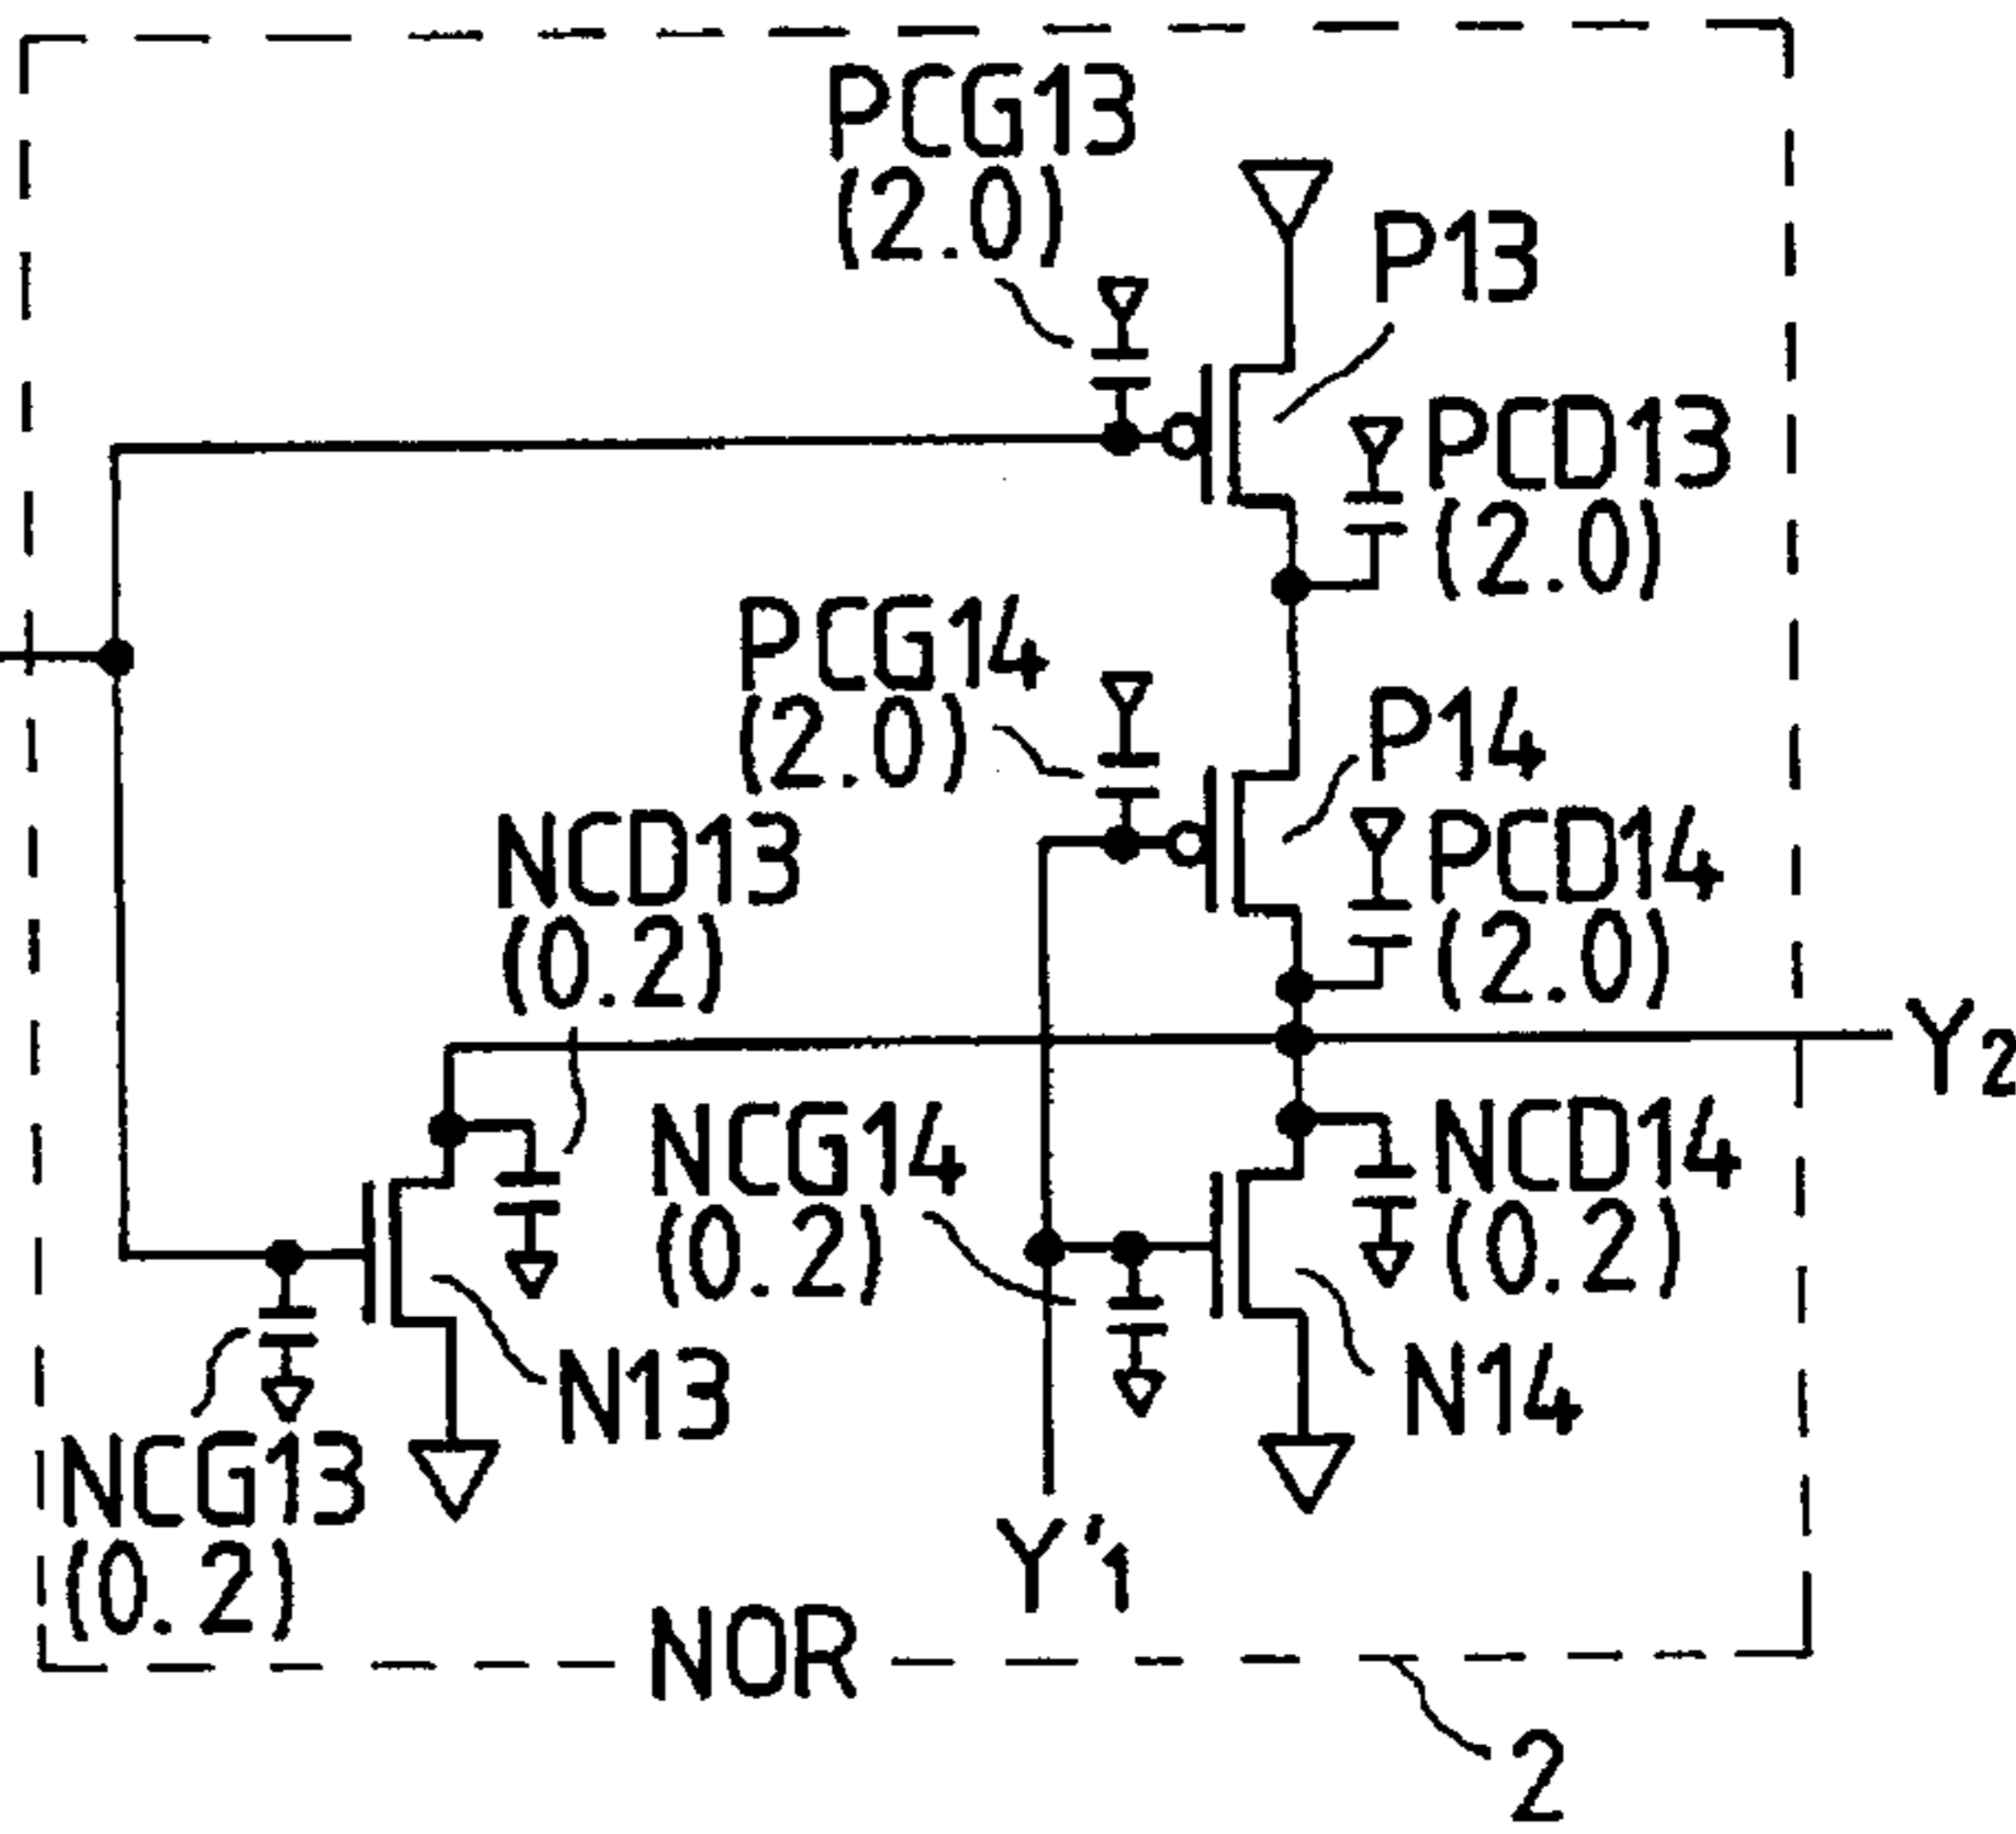 PCG13
(2.0)
P13
PCD13
(2.0)
PCG14
(2.0)
P14
NCD13
(0.2)
PCD14
(2.0)
Y2
NCG14
(0.2)
NCD14
(0.2)
N13
N14
NCG13
(0.2)
Y'1
NOR
2